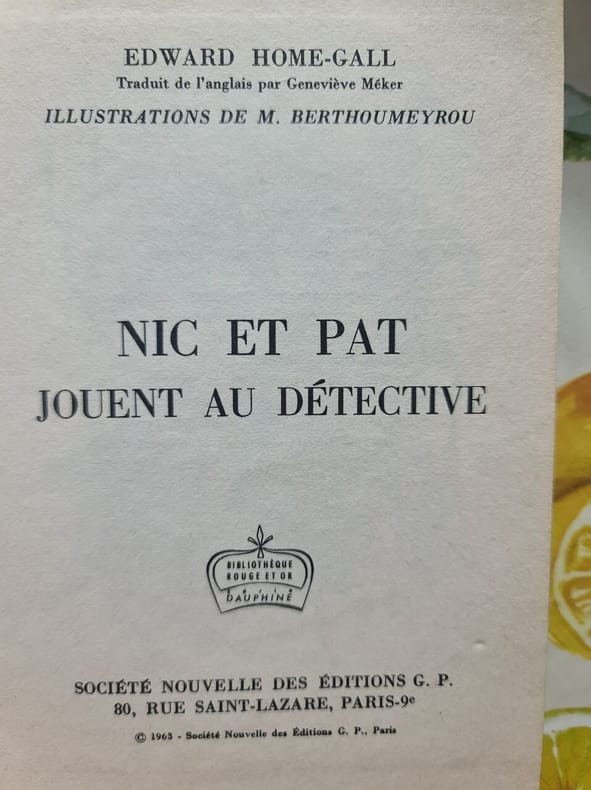 EDWARD HOME-GALL
Traduit de l'anglais par Geneviève Méker
ILLUSTRATIONS DE M. BERTHOUMEYROU
NIC ET PAT
JOUENT AU DÉTECTIVE
BIBLIOTHÈQUE
ROUGE ET OR
DAUPHINE
SOCIÉTÉ NOUVELLE DES ÉDITIONS G. P.
80, RUE SAINT-LAZARE, PARIS-9e
© 1963 - Société Nouvelle des Éditions G. P., Paris